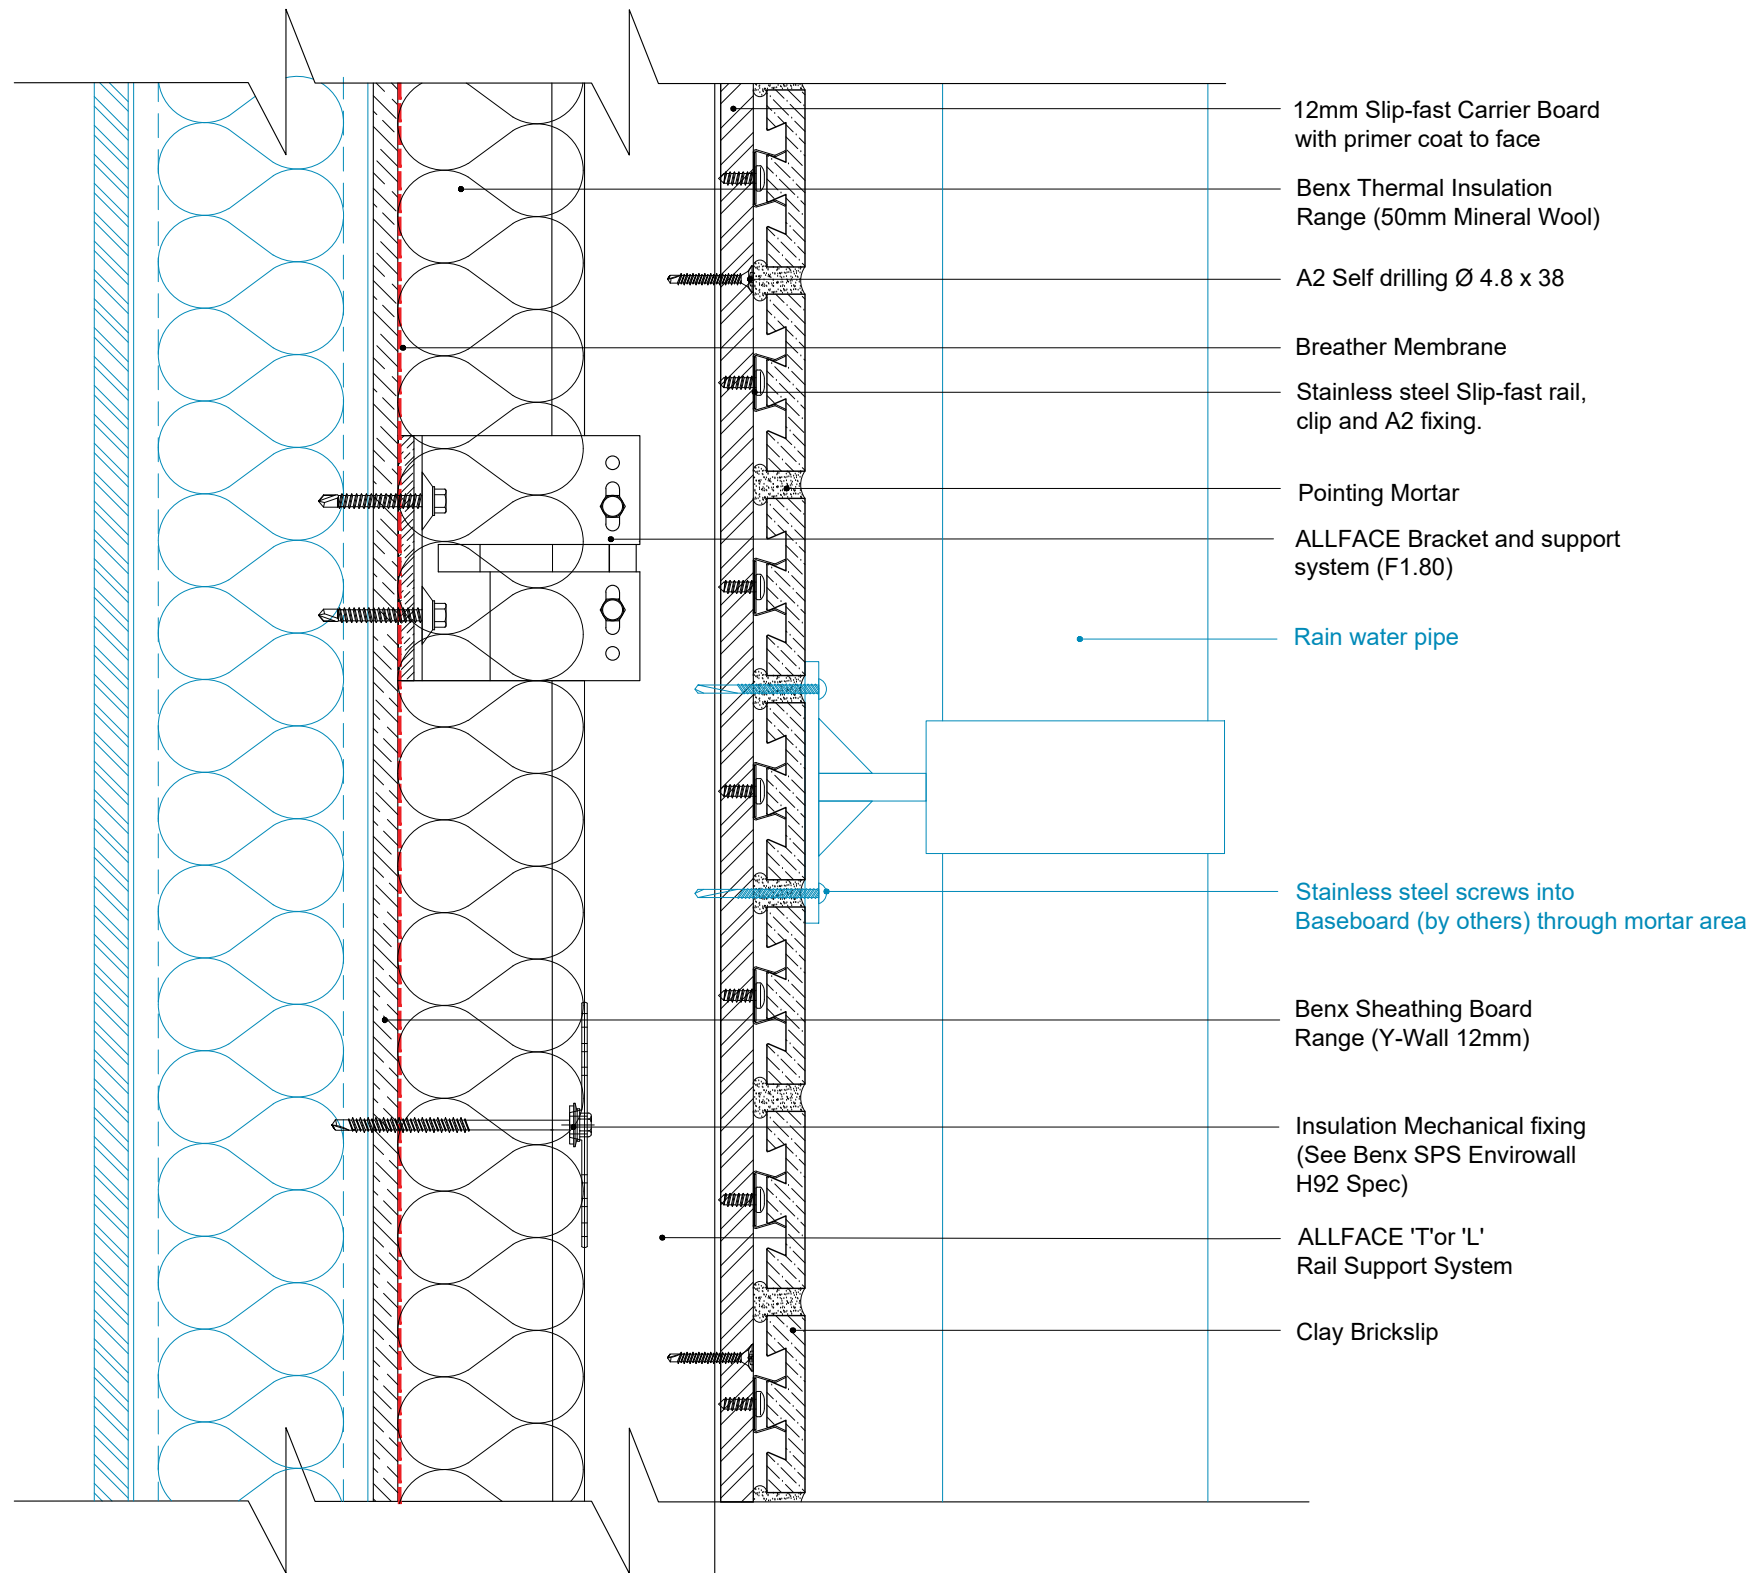 12mm Slip-fast Carrier Board
with primer coat to face
Benx Thermal Insulation
Range (50mm Mineral Wool)
A2 Self drilling Ø 4.8 x 38
Breather Membrane
Stainless steel Slip-fast rail,
clip and A2 fixing.
Pointing Mortar
ALLFACE Bracket and support
system (F1.80)
Rain water pipe
Stainless steel screws into
Baseboard (by others) through mortar area
Benx Sheathing Board
Range (Y-Wall 12mm)
Insulation Mechanical fixing
(See Benx SPS Envirowall
H92 Spec)
ALLFACE 'T'or 'L'
Rail Support System
Clay Brickslip